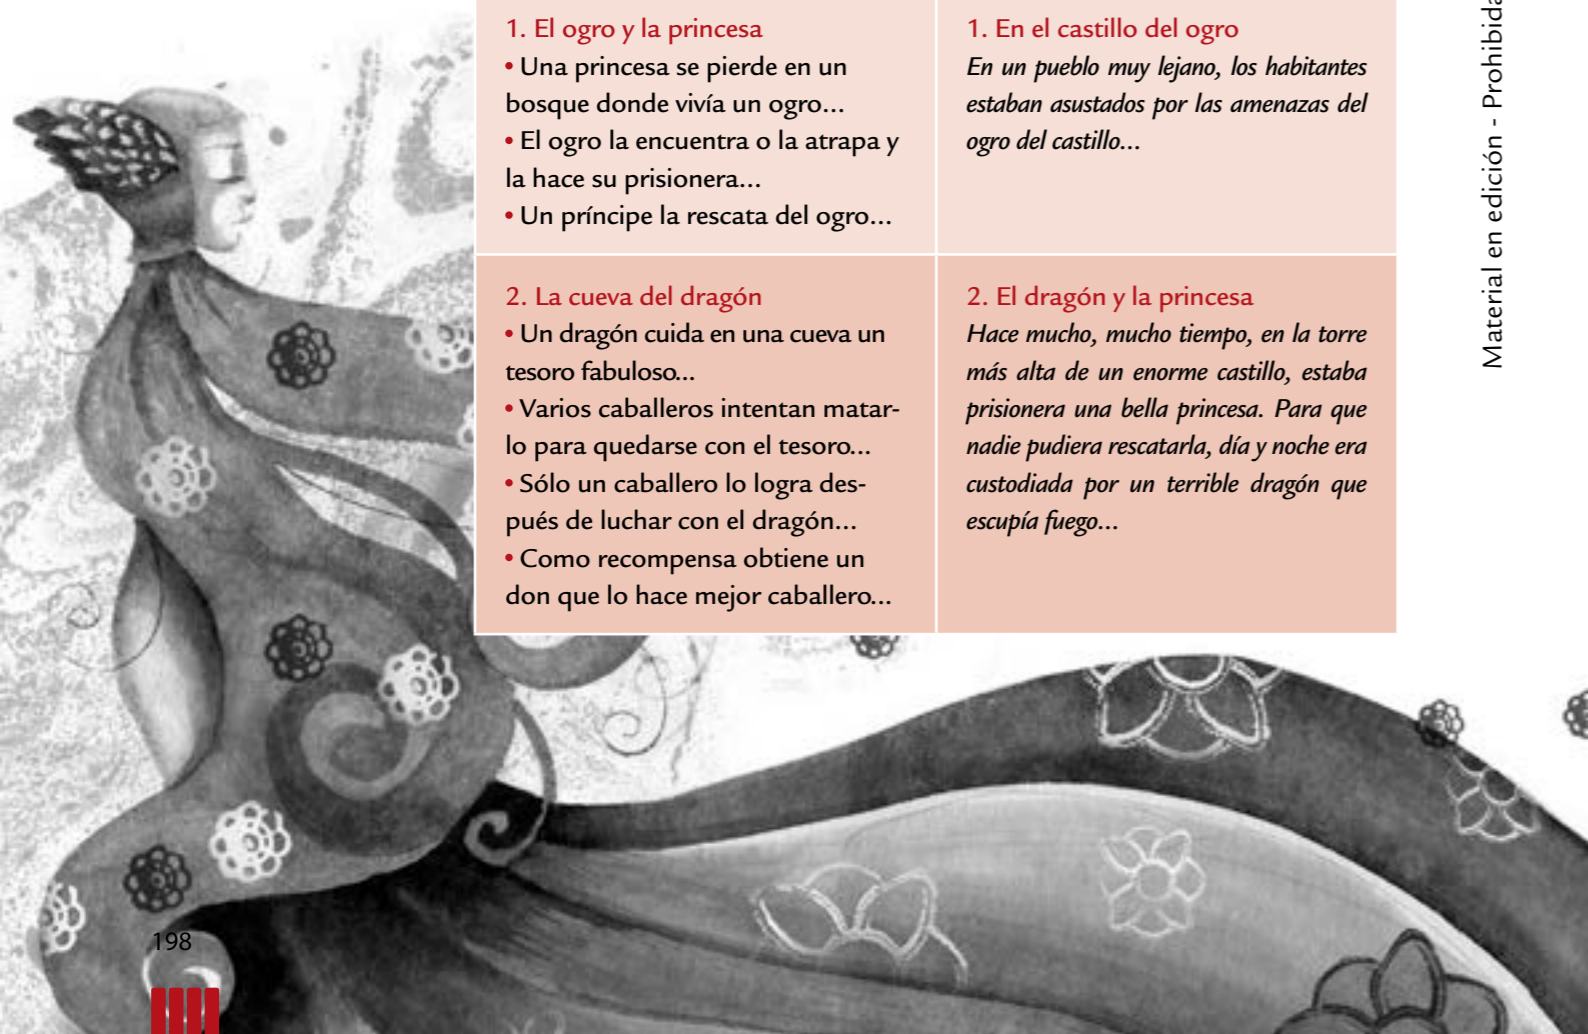 1. El ogro y la princesa
• Una princesa se pierde en un
bosque donde vivía un ogro...
• El ogro la encuentra o la atrapa y
la hace su prisionera...
• Un príncipe la rescata del ogro...
1. En el castillo del ogro
En un pueblo muy lejano, los habitantes
estaban asustados por las amenazas del
ogro del castillo...
2. La cueva del dragón
• Un dragón cuida en una cueva un
tesoro fabuloso...
• Varios caballeros intentan matar-
lo para quedarse con el tesoro...
• Sólo un caballero lo logra des-
pués de luchar con el dragón...
• Como recompensa obtiene un
don que lo hace mejor caballero...
2. El dragón y la princesa
Hace mucho, mucho tiempo, en la torre
más alta de un enorme castillo, estaba
prisionera una bella princesa. Para que
nadie pudiera rescatarla, día y noche era
custodiada por un terrible dragón que
escupía fuego...
Material en edición - Prohibida
198